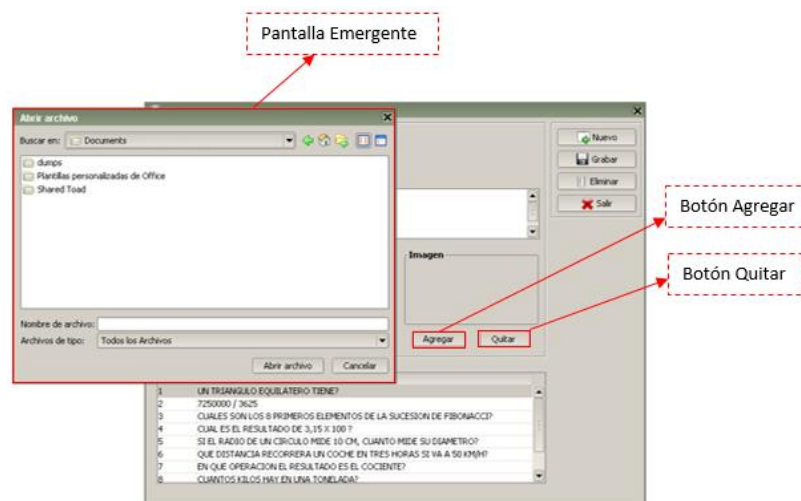 Pantalla Emergente
Abrir archivo
Buscar en:
Documents
dumps
Plantillas personalizadas de Office
Shared Toad
Nombre de archivo:
Archivos de tipo:
Todos los Archivos
Abrir archivo
Cancelar
Nuevo
Grabar
Eliminar
Salir
Imagen
Agregar
Quitar
Botón Agregar
Botón Quitar
1 UN TRIANGULO EQUILATERO TIENE?
2 7250000 / 3625
3 CUALES SON LOS 8 PRIMEROS ELEMENTOS DE LA SUCESION DE FIBONACCI?
4 CUAL ES EL RESULTADO DE 3,15 X 100 ?
5 SI EL RADIO DE UN CIRCULO MIDE 10 CM, CUANTO MIDE SU DIAMETRO?
6 QUE DISTANCIA RECORRERA UN COCHE EN TRES HORAS SI VA A 50 KM/H?
7 EN QUE OPERACION EL RESULTADO ES EL COCIENTE?
8 CUANTOS KILOS HAY EN UNA TONELADA?